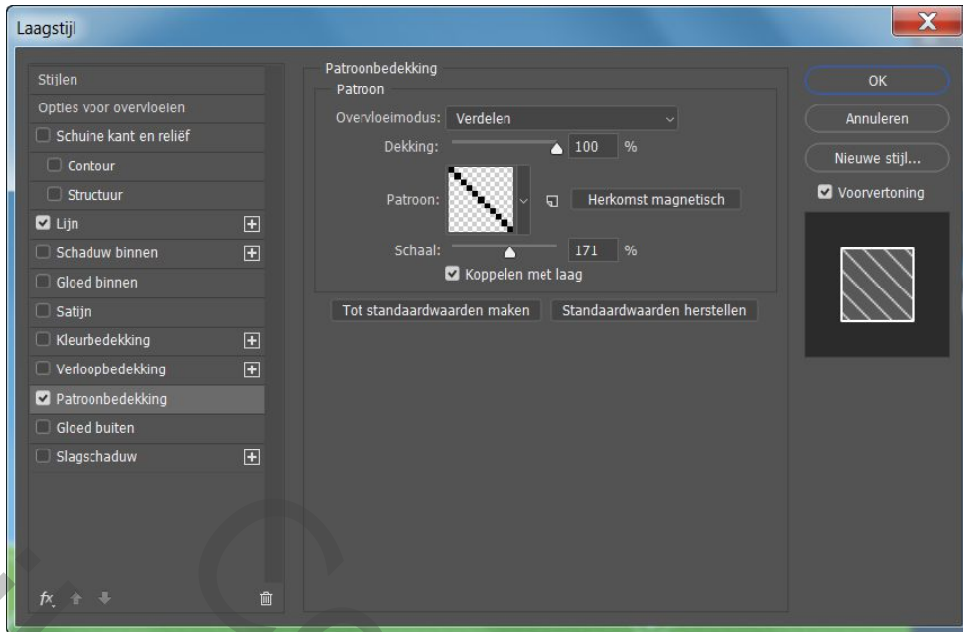 Laagstijl
Stijlen
Opties voor overvloeien
Schuine kant en reliëf
Contour
Structuur
Lijn
Schaduw binnen
Gloed binnen
Satijn
Kleurbedekking
Verloopbedekking
Patroonbedekking
Gloed buiten
Slagschaduw
fx
Patroonbedekking
Patroon
Overvloeimodus: Verdelen
Dekking: 100 %
Patroon: Herkomst magnetisch
Schaal: 171 %
Koppelen met laag
Tot standaardwaarden maken Standaardwaarden herstellen
OK
Annuleren
Nieuwe stijl...
Voorvertoning